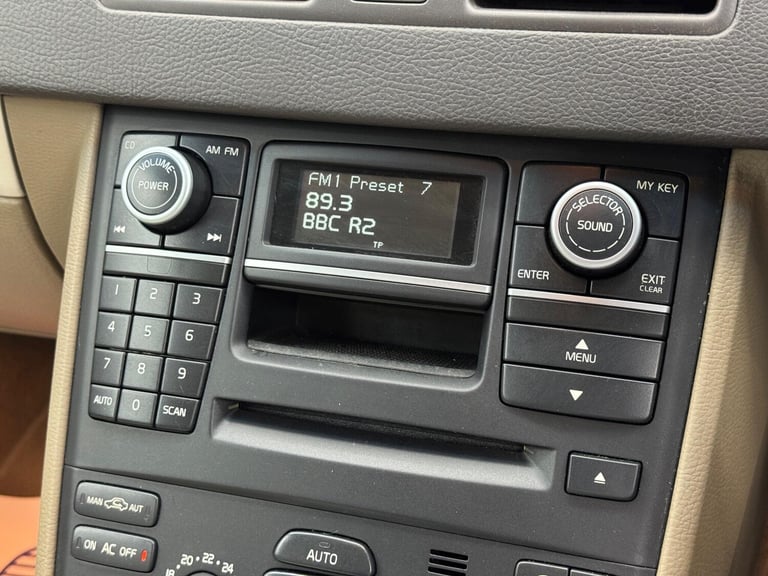 CD
AM FM
VOLUME
POWER
FM1 Preset 7
89.3
BBC R2
TP
MY KEY
SELECTOR
SOUND
ENTER
EXIT
CLEAR
MENU
1 2 3
4 5 6
7 8 9
AUTO 0 SCAN
MAN AUT
ON AC OFF
18 20 22 24
AUTO